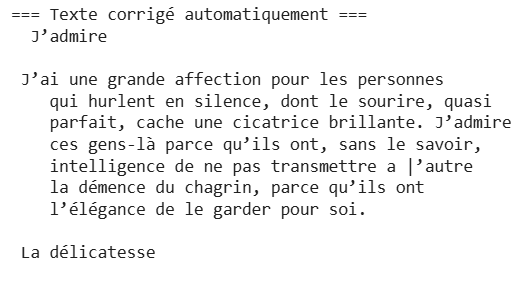 === Texte corrigé automatiquement ===
J’admire
J’ai une grande affection pour les personnes
qui hurlent en silence, dont le sourire, quasi
parfait, cache une cicatrice brillante. J’admire
ces gens-là parce qu’ils ont, sans le savoir,
intelligence de ne pas transmettre a |’autre
la démence du chagrin, parce qu’ils ont
l’élégance de le garder pour soi.
La délicatesse